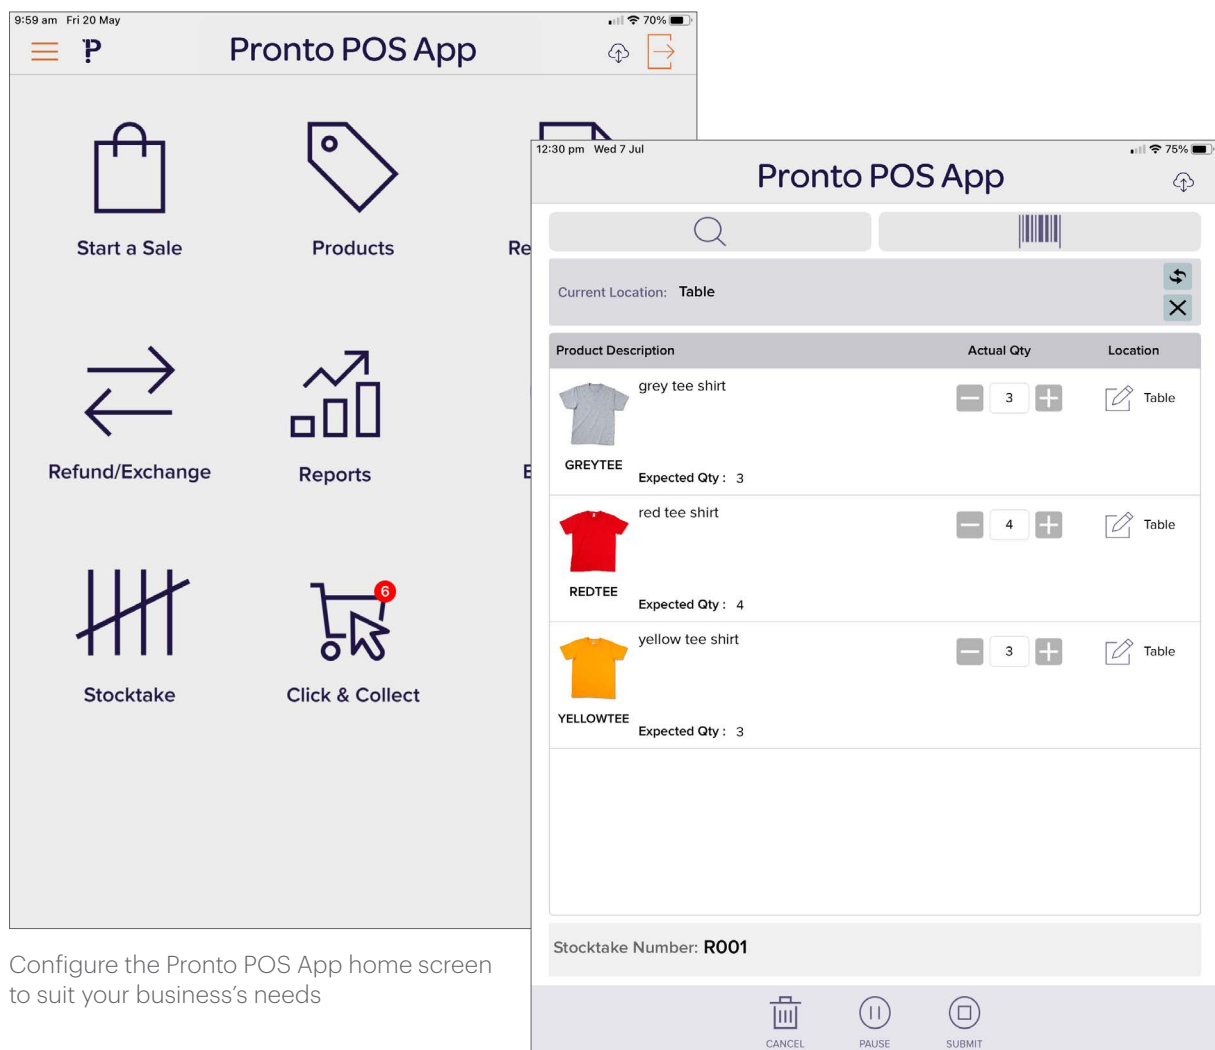 9:59 am Fri 20 May
70%
Pronto POS App
Start a Sale
Products
Re
Refund/Exchange
Reports
E
Stocktake
6
Click & Collect
Configure the Pronto POS App home screen
to suit your business's needs
12:30 pm Wed 7 Jul
75%
Pronto POS App
Current Location: Table
Product Description Actual Qty Location
grey tee shirt
3
Table
GREYTEE
Expected Qty : 3
red tee shirt
4
Table
REDTEE
Expected Qty : 4
yellow tee shirt
3
Table
YELLOWTEE
Expected Qty : 3
Stocktake Number: R001
CANCEL PAUSE SUBMIT